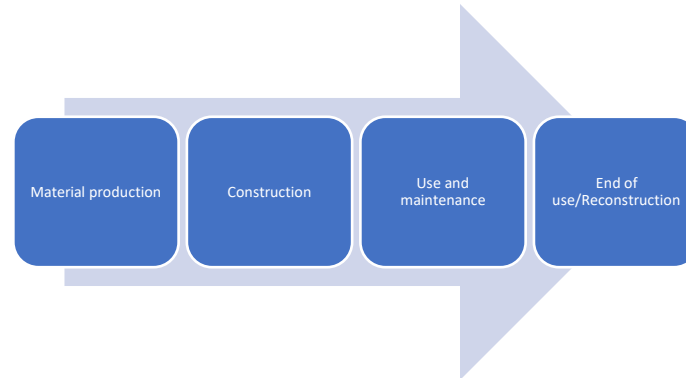 Material production
Construction
Use and
maintenance
End of
use/Reconstruction